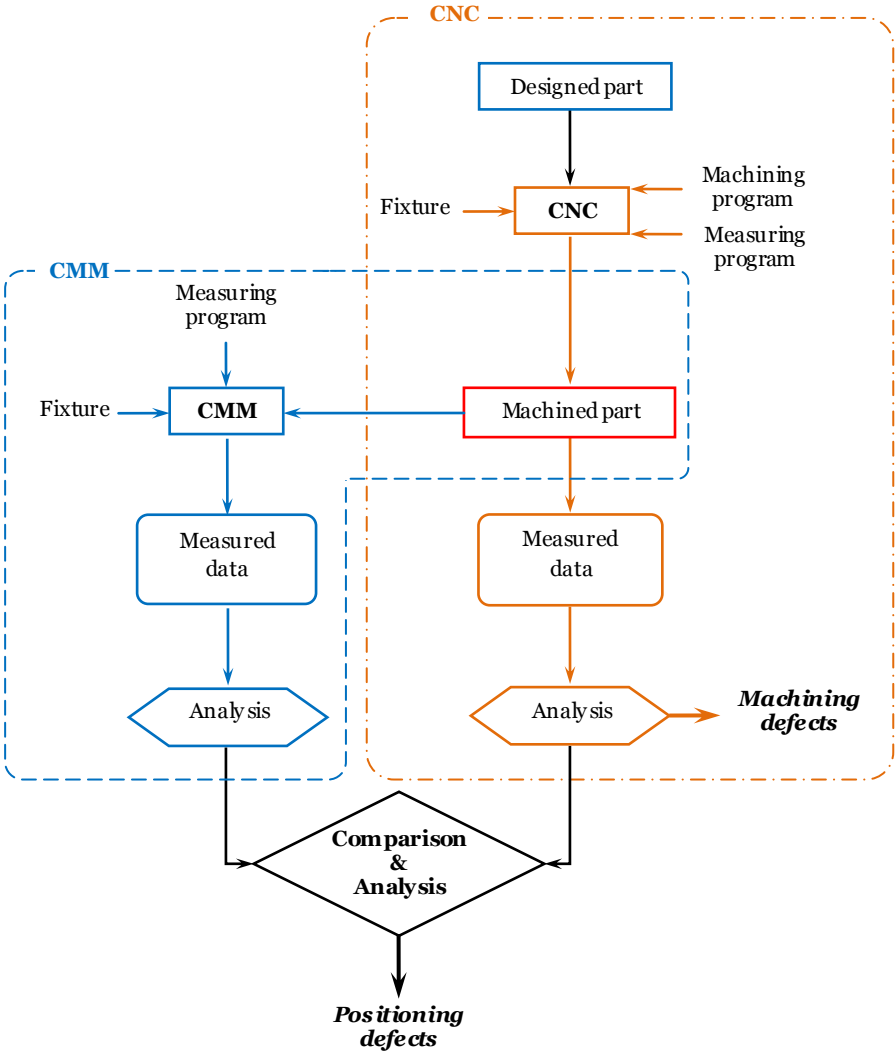 CNC
Designed part
Machining
program
Fixture
CNC
Measuring
program
CMM
Measuring
program
Fixture
CMM
Machined part
Measured
data
Measured
data
Analysis
Analysis
Machining
defects
Comparison
&
Analysis
Positioning
defects